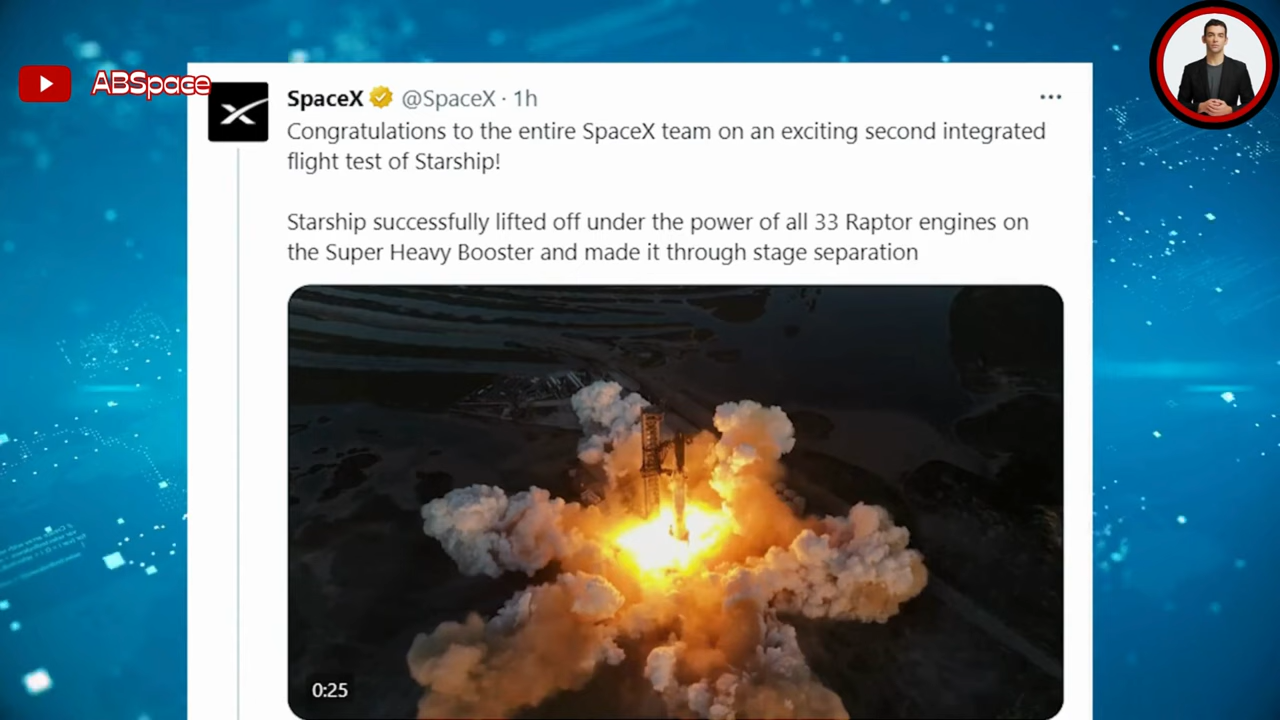 ABSpace
SpaceX @SpaceX · 1h
Congratulations to the entire SpaceX team on an exciting second integrated
flight test of Starship!
Starship successfully lifted off under the power of all 33 Raptor engines on
the Super Heavy Booster and made it through stage separation
0:25